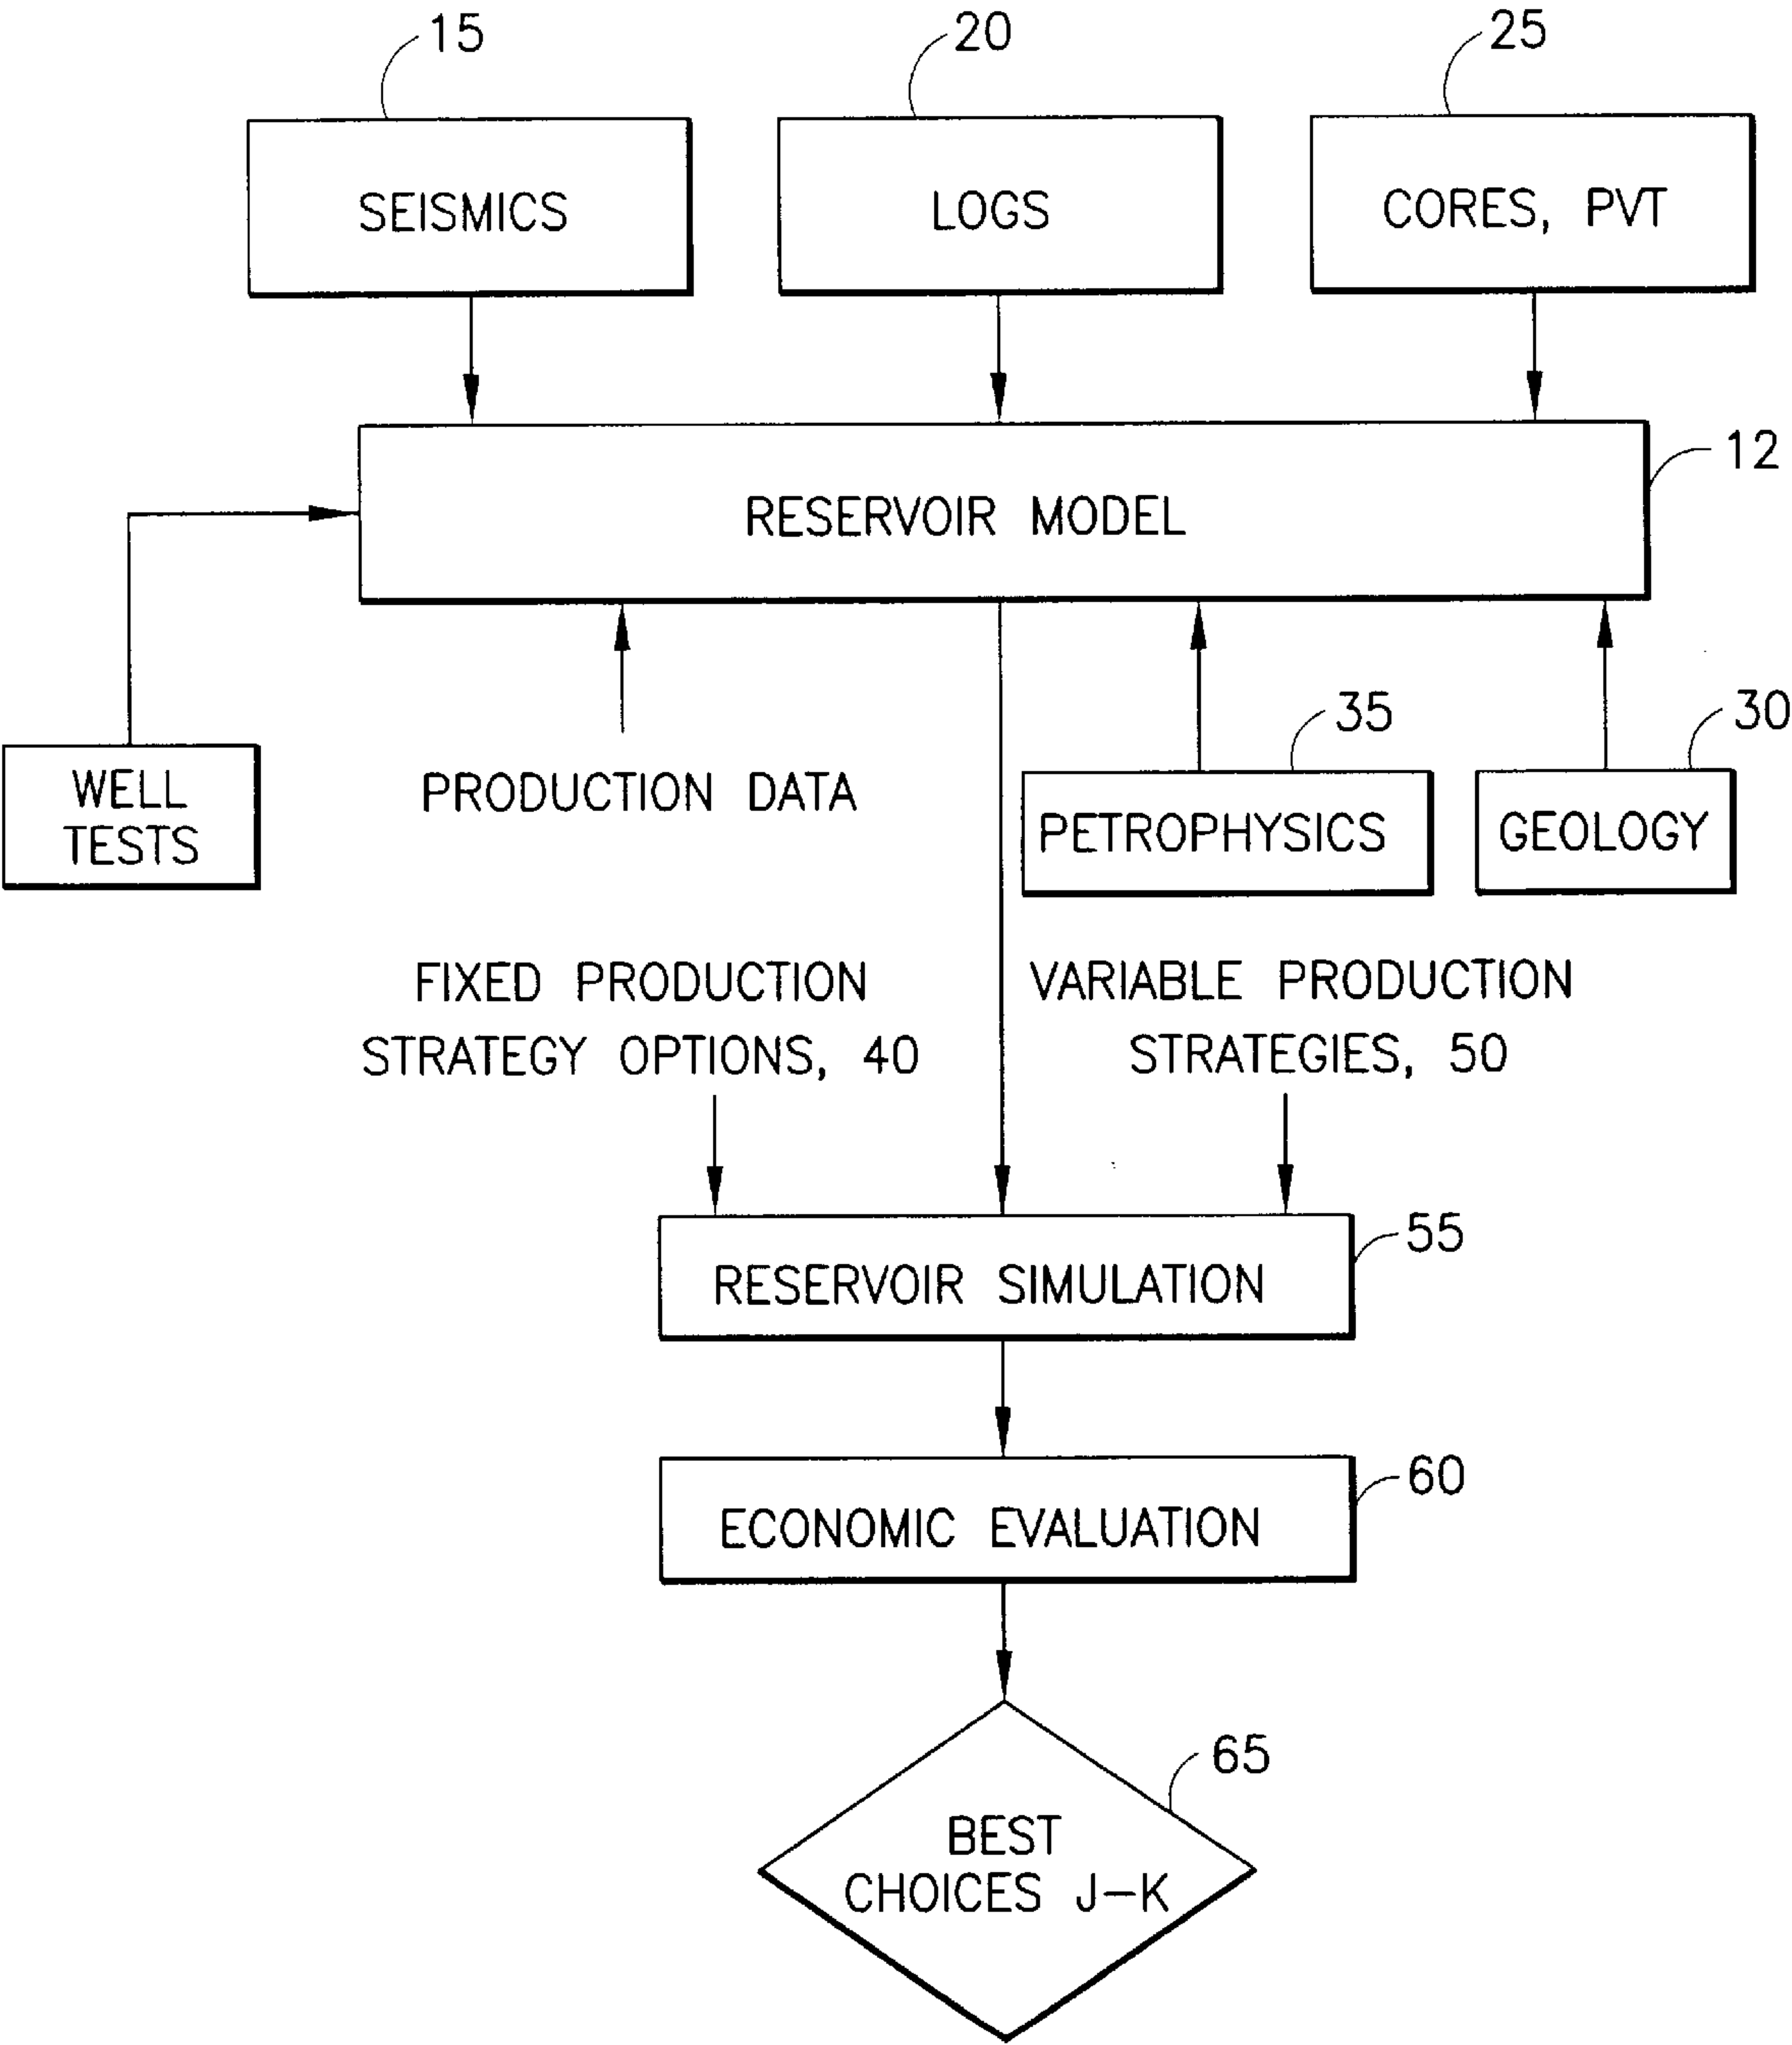 15
20
25
SEISMICS
LOGS
CORES, PVT
12
RESERVOIR MODEL
35
30
WELL
TESTS
PRODUCTION DATA
PETROPHYSICS
GEOLOGY
FIXED PRODUCTION
STRATEGY OPTIONS, 40
VARIABLE PRODUCTION
STRATEGIES, 50
55
RESERVOIR SIMULATION
60
ECONOMIC EVALUATION
65
BEST
CHOICES J-K